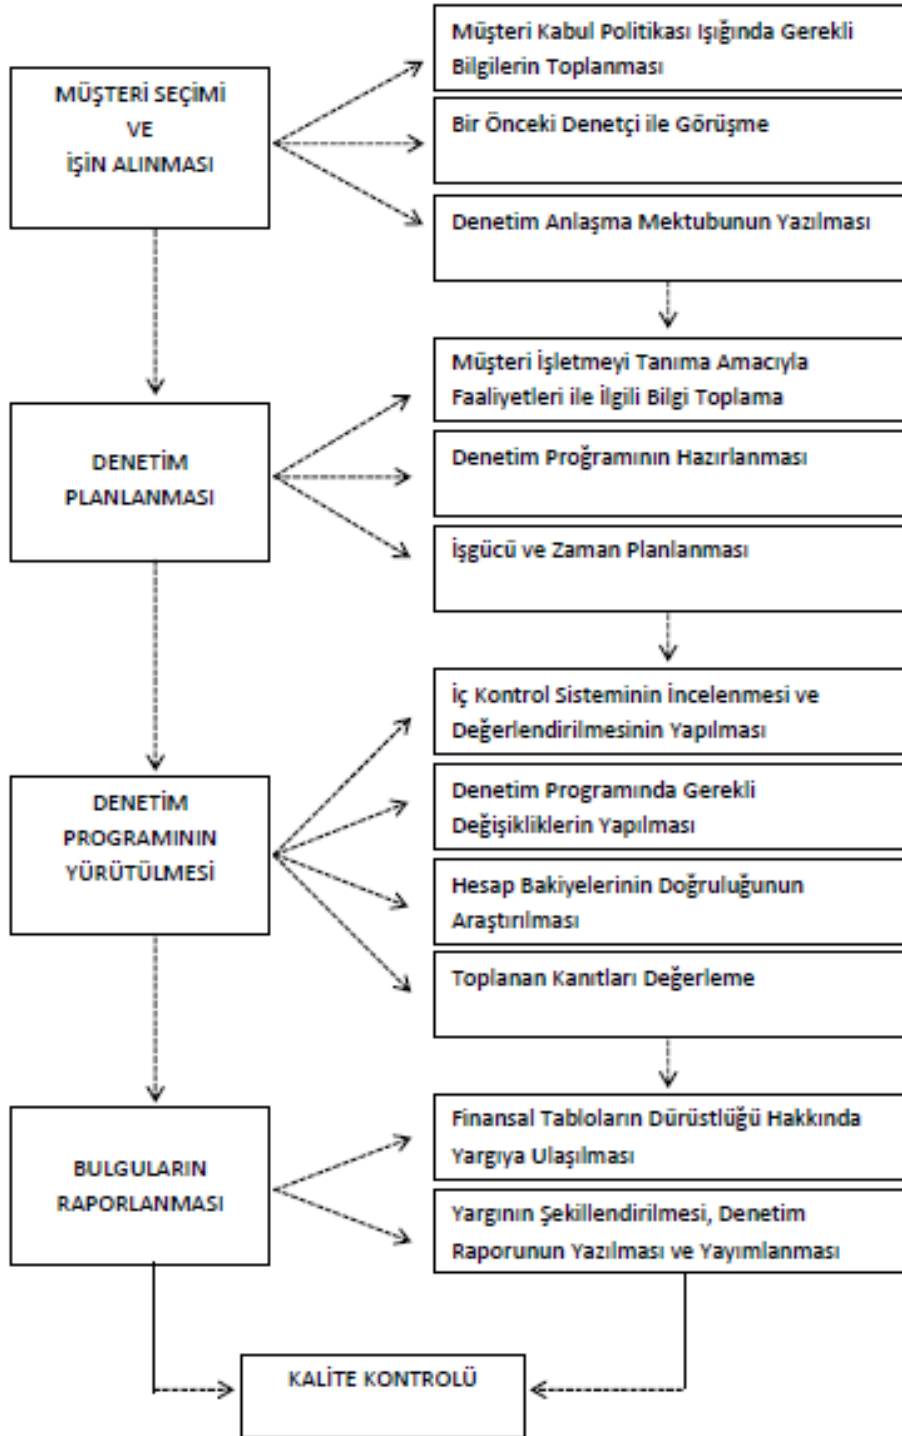 MÜŞTERİ SEÇİMİ
VE
İŞİN ALINMASI
Müşteri Kabul Politikası Işığında Gerekli
Bilgilerin Toplanması
Bir Önceki Denetçi ile Görüşme
Denetim Anlaşma Mektubunun Yazılması
DENETİM
PLANLANMASI
Müşteri İşletmeyi Tanıma Amacıyla
Faaliyetleri ile İlgili Bilgi Toplama
Denetim Proğramının Hazırlanması
İşgücü ve Zaman Planlanması
DENETİM
PROGRAMININ
YÜRÜTÜLMESİ
İç Kontrol Sisteminin İncelenmesi ve
Değerlendirilmesinin Yapılması
Denetim Programında Gerekli
Değişikliklerin Yapılması
Hesap Bakiyelerinin Doğruluğunun
Araştırılması
Toplanan Kanıtları Değerleme
BULGULARIN
RAPORLANMASI
Finansal Tabloların Dürüstlüğü Hakkında
Yargıya Ulaşılması
Yargının Şekillendirilmesi, Denetim
Raporunun Yazılması ve Yayımlanması
KALİTE KONTROLÜ